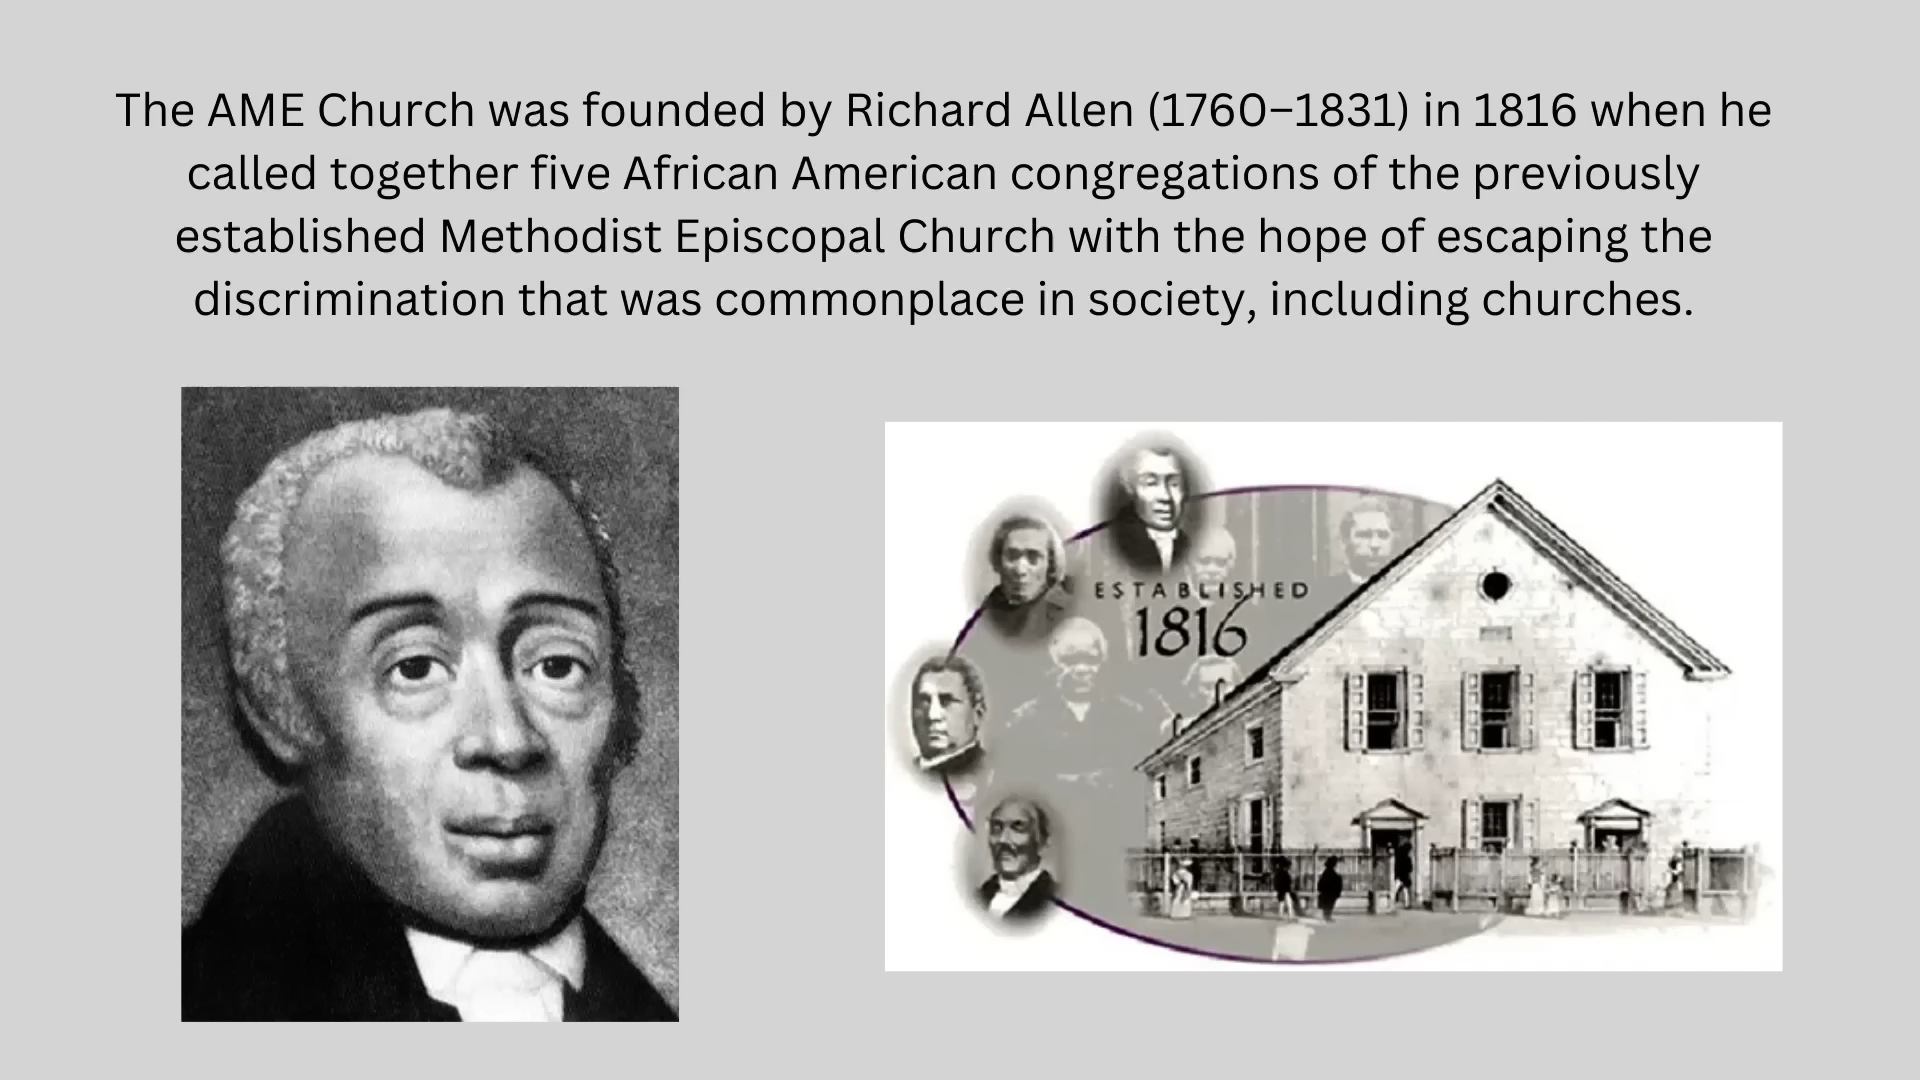 The AME Church was founded by Richard Allen (1760–1831) in 1816 when he
called together five African American congregations of the previously
established Methodist Episcopal Church with the hope of escaping the
discrimination that was commonplace in society, including churches.
ESTABLISHED
1816